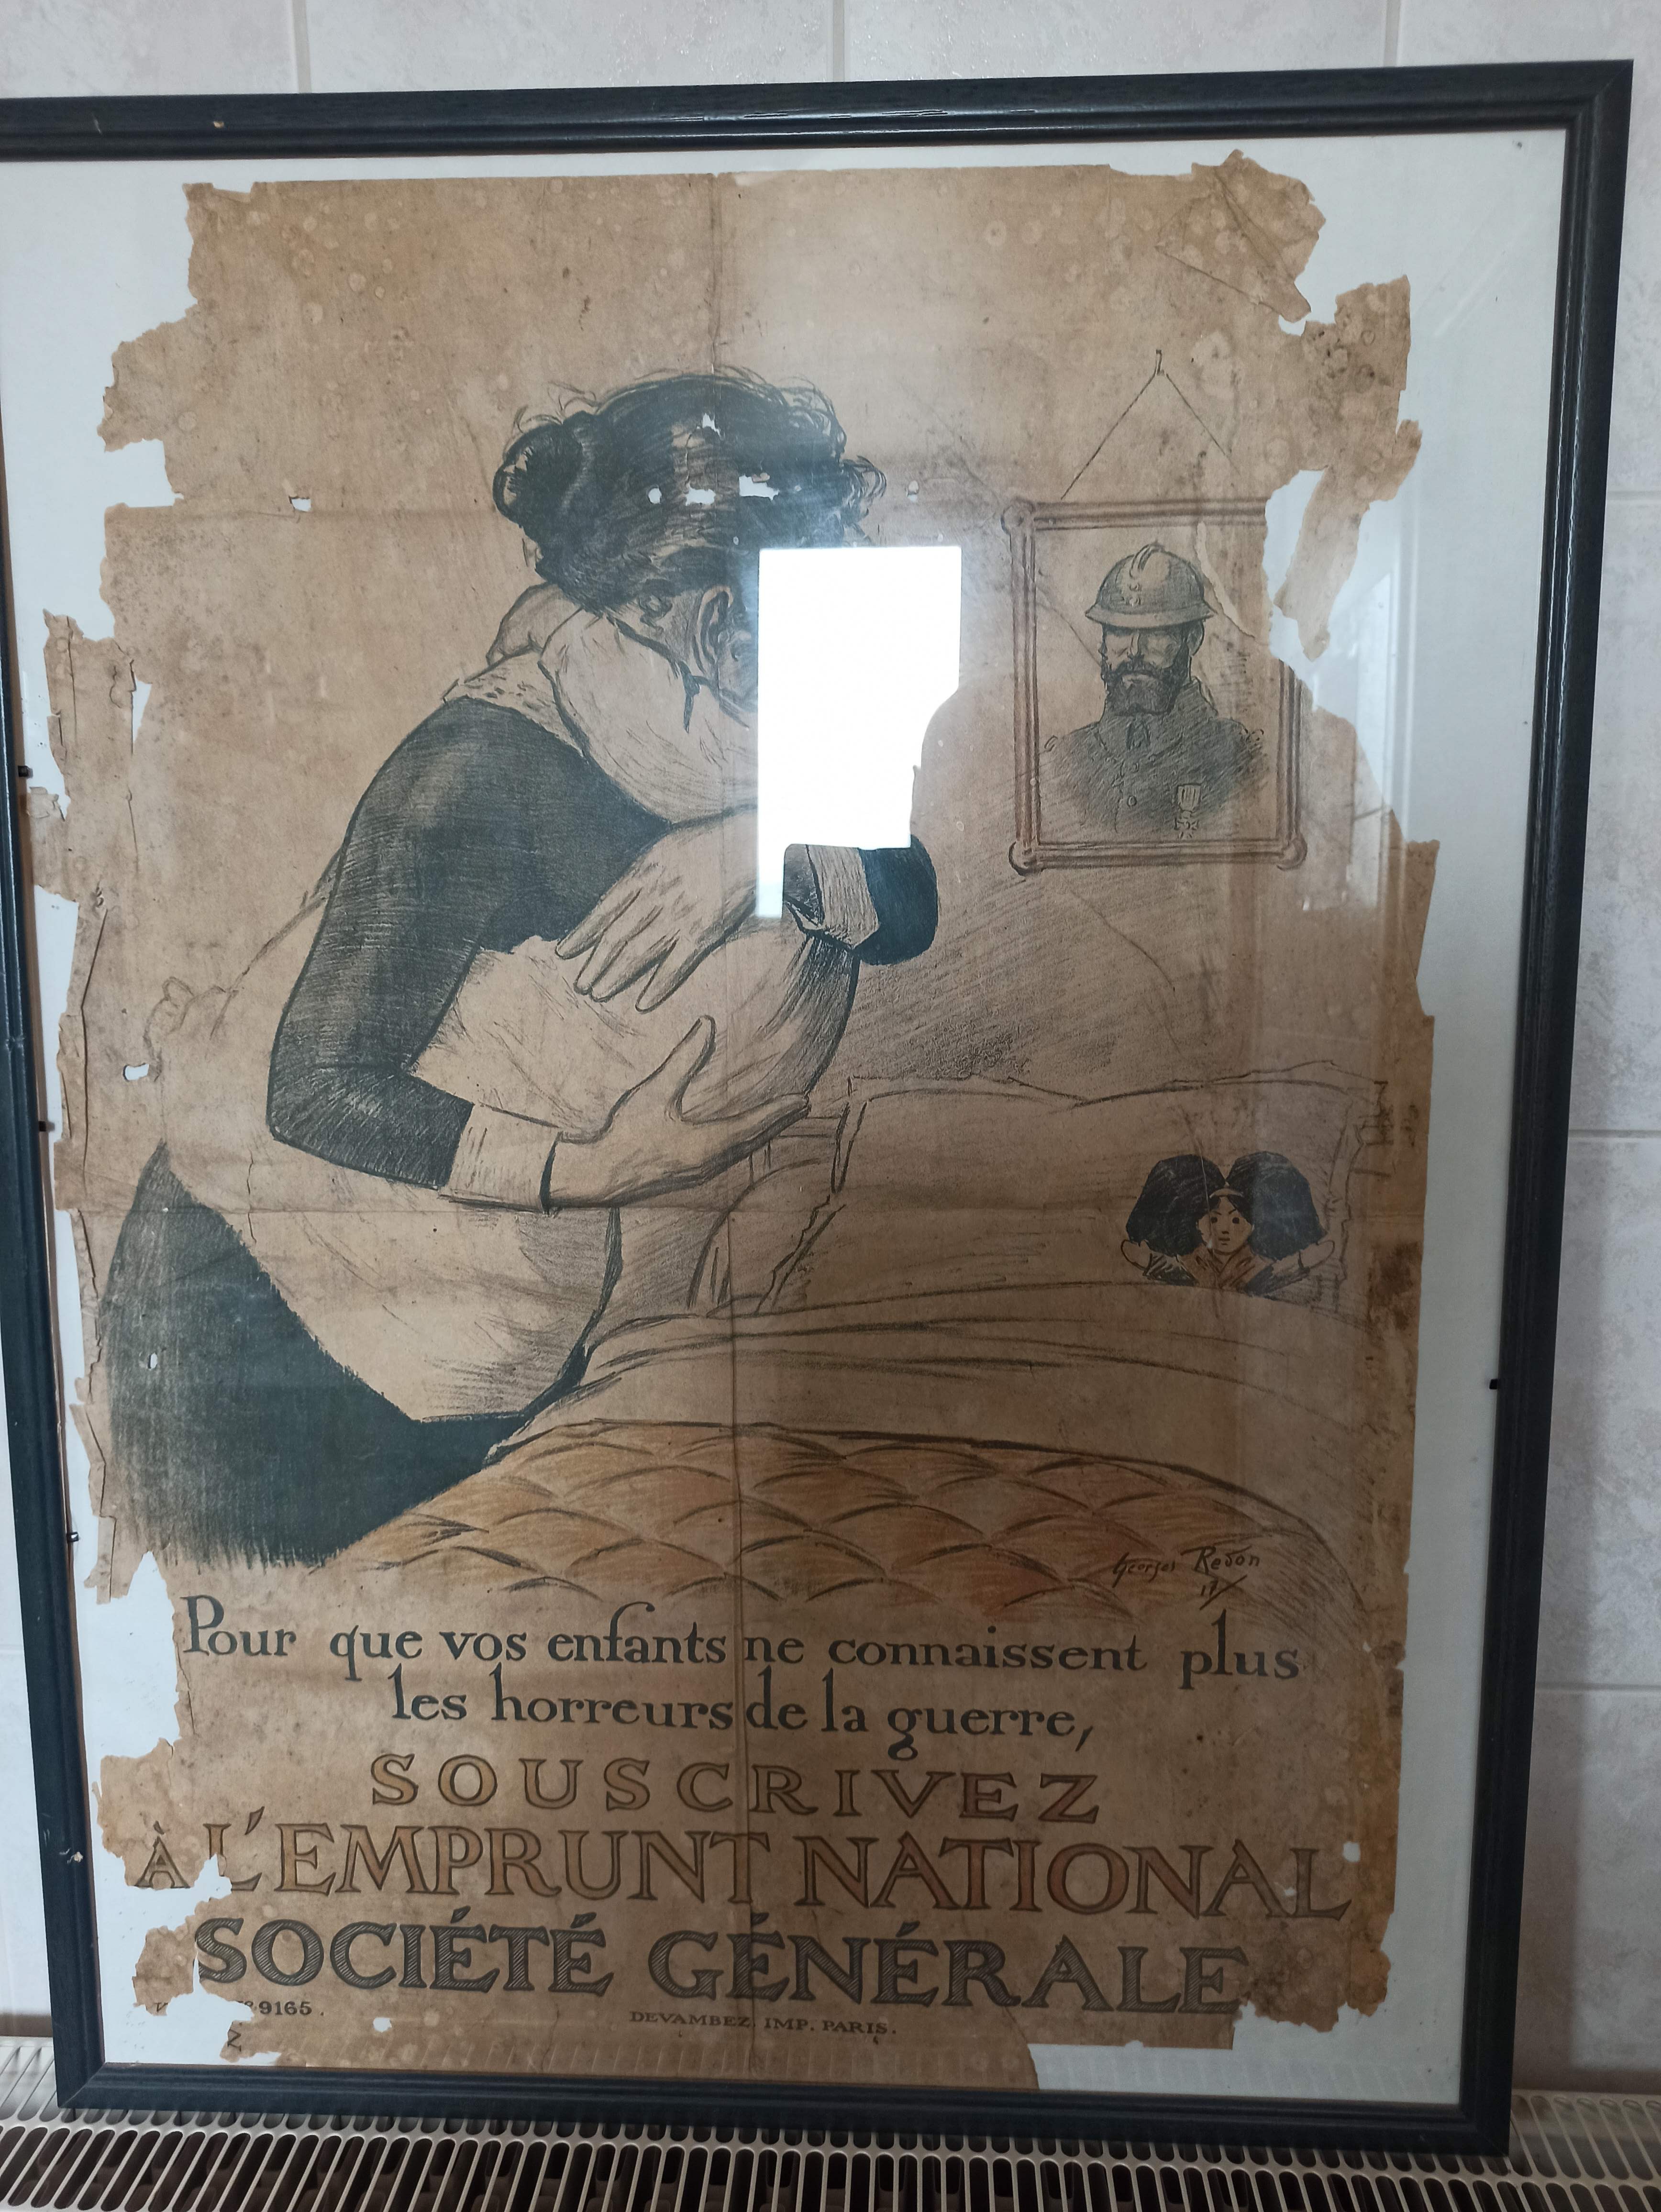 Georges Redon
17
Pour que vos enfants ne connaissent plus
les horreurs de la guerre,
SOUSCRIVEZ
À L'EMPRUNT NATIONAL
SOCIÉTÉ GÉNÉRALE
9165.
DEVAMBEZ. IMP. PARIS.